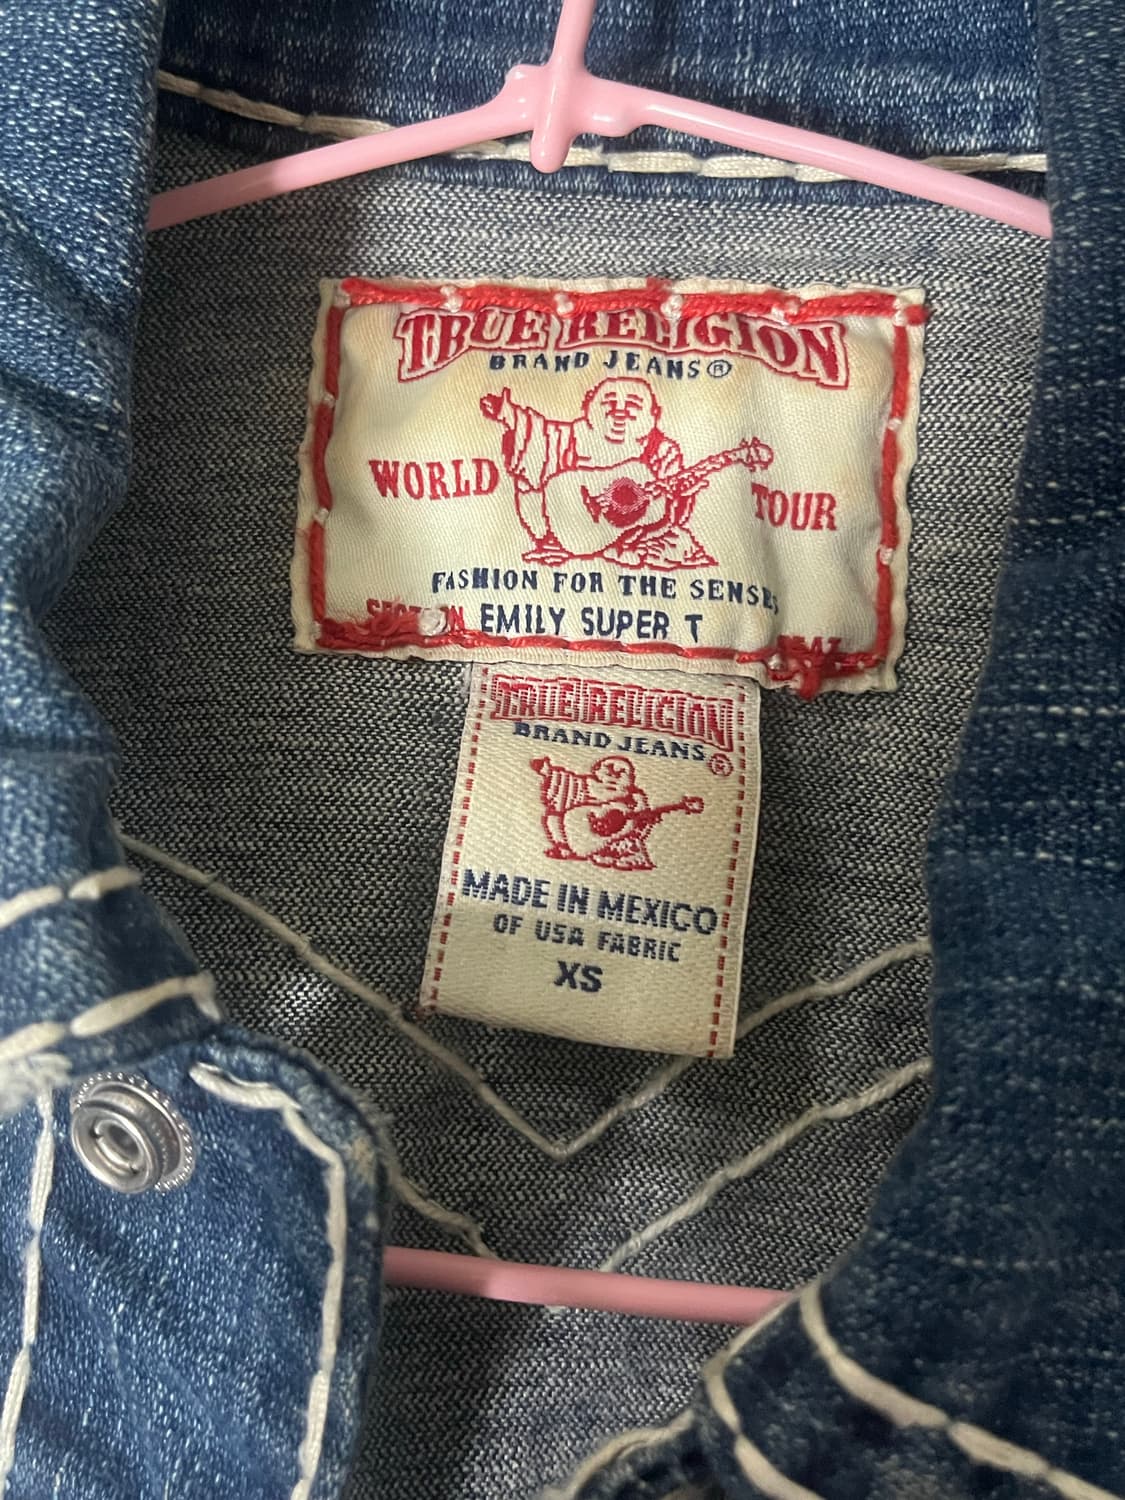 TRUE RELIGION
BRAND JEANS®
WORLD TOUR
FASHION FOR THE SENSES
SECTION EMILY SUPER T
TRUE RELIGION
BRAND JEANS®
MADE IN MEXICO
OF USA FABRIC
XS